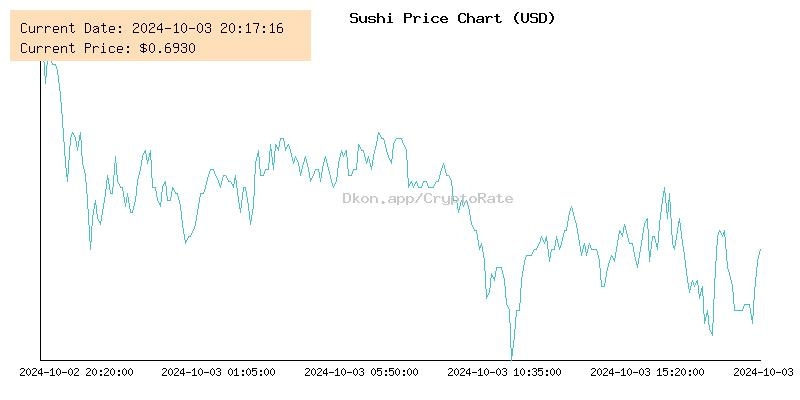 Sushi Price Chart (USD)
Current Date: 2024-10-03 20:17:16
Current Price: $0.6930
Dkon.app/CryptoRate
2024-10-02 20:20:00 2024-10-03 01:05:00 2024-10-03 05:50:00 2024-10-03 10:35:00 2024-10-03 15:20:00 2024-10-03